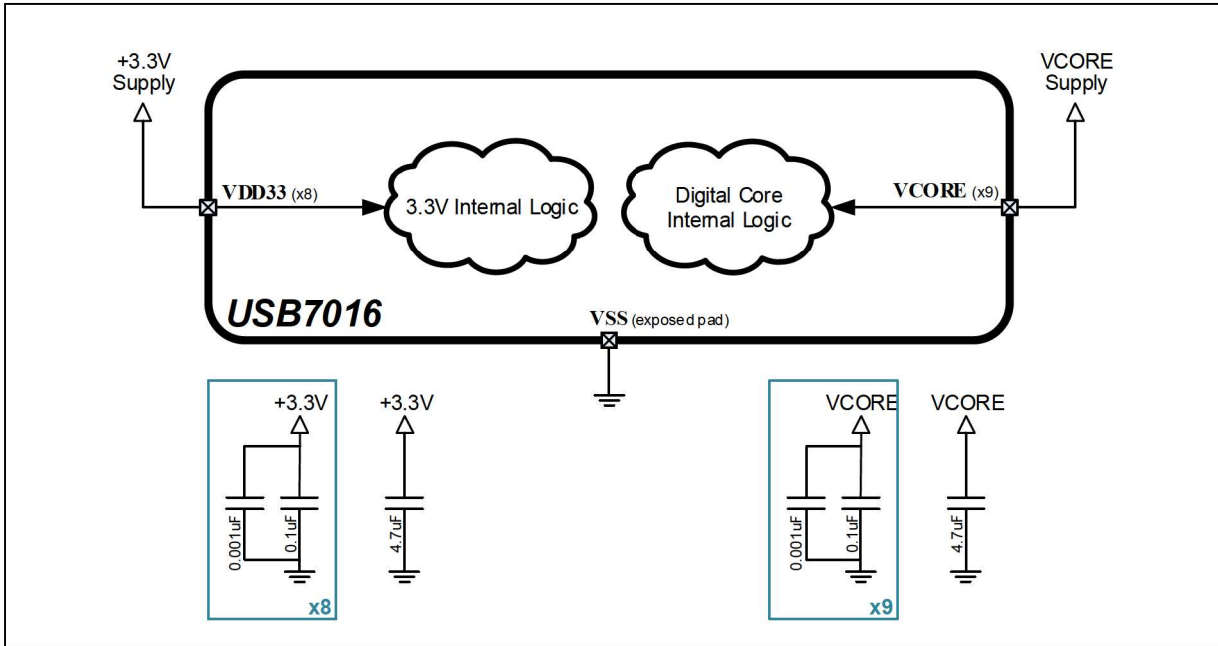 +3.3V
Supply
VCORE
Supply
VDD33 (x8)
3.3V Internal Logic
Digital Core
Internal Logic
VCORE (x9)
USB7016
VSS (exposed pad)
+3.3V
0.001uF
0.1uF
x8
+3.3V
4.7uF
VCORE
0.001uF
0.1uF
x9
VCORE
4.7uF